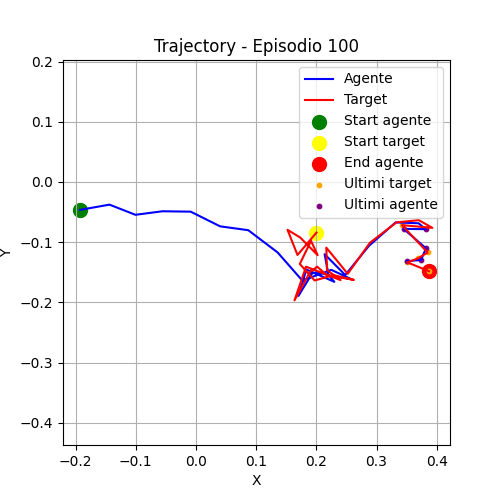 Trajectory - Episodio 100
Agente
Target
Start agente
Start target
End agente
Ultimi target
Ultimi agente
Y
0.2
0.1
0.0
−0.1
−0.2
−0.3
−0.4
−0.2
−0.1
0.0
0.1
0.2
0.3
0.4
X